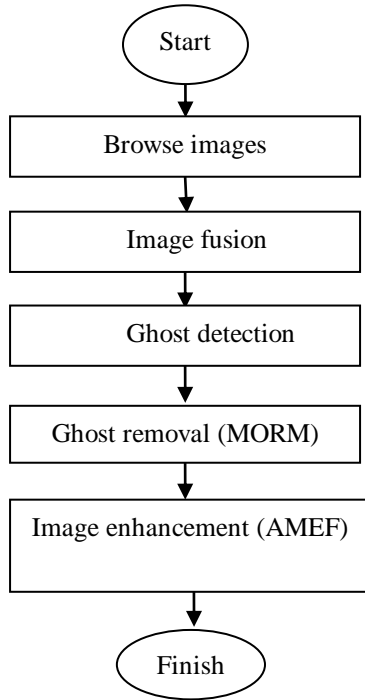 Start
Browse images
Image fusion
Ghost detection
Ghost removal (MORM)
Image enhancement (AMEF)
Finish